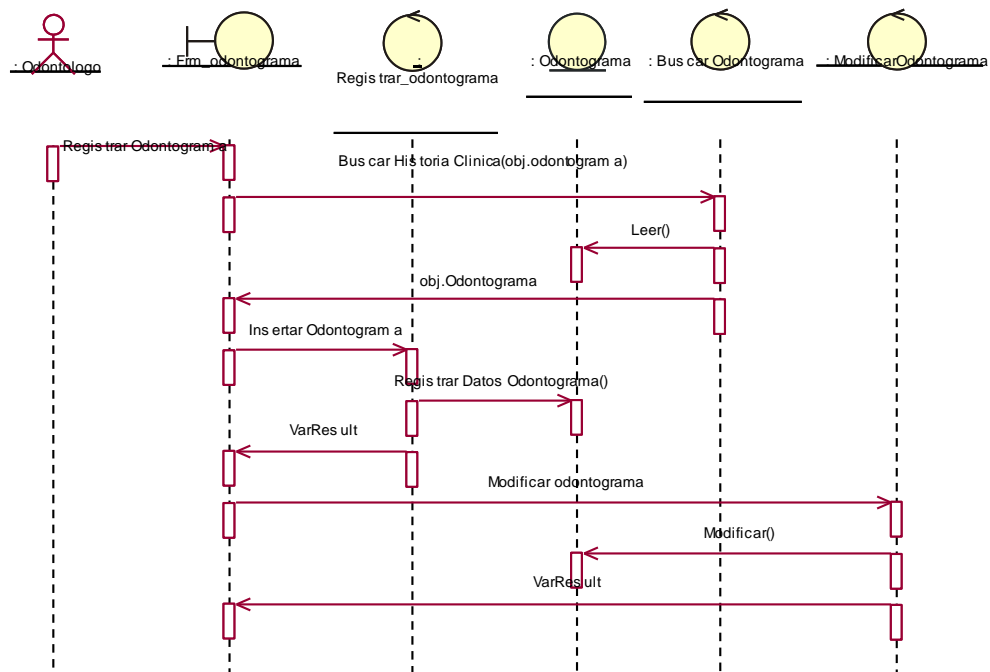 : Odontologo
: Frm_odontograma
:
Registrar_odontograma
: Odontograma
: Buscar Odontograma
: ModificarOdontograma
Registrar Odontograma
Buscar Historia Clinica(obj.odontograma)
Leer()
obj.Odontograma
Insertar Odontograma
Registrar Datos Odontograma()
VarResult
Modificar odontograma
Modificar()
VarResult